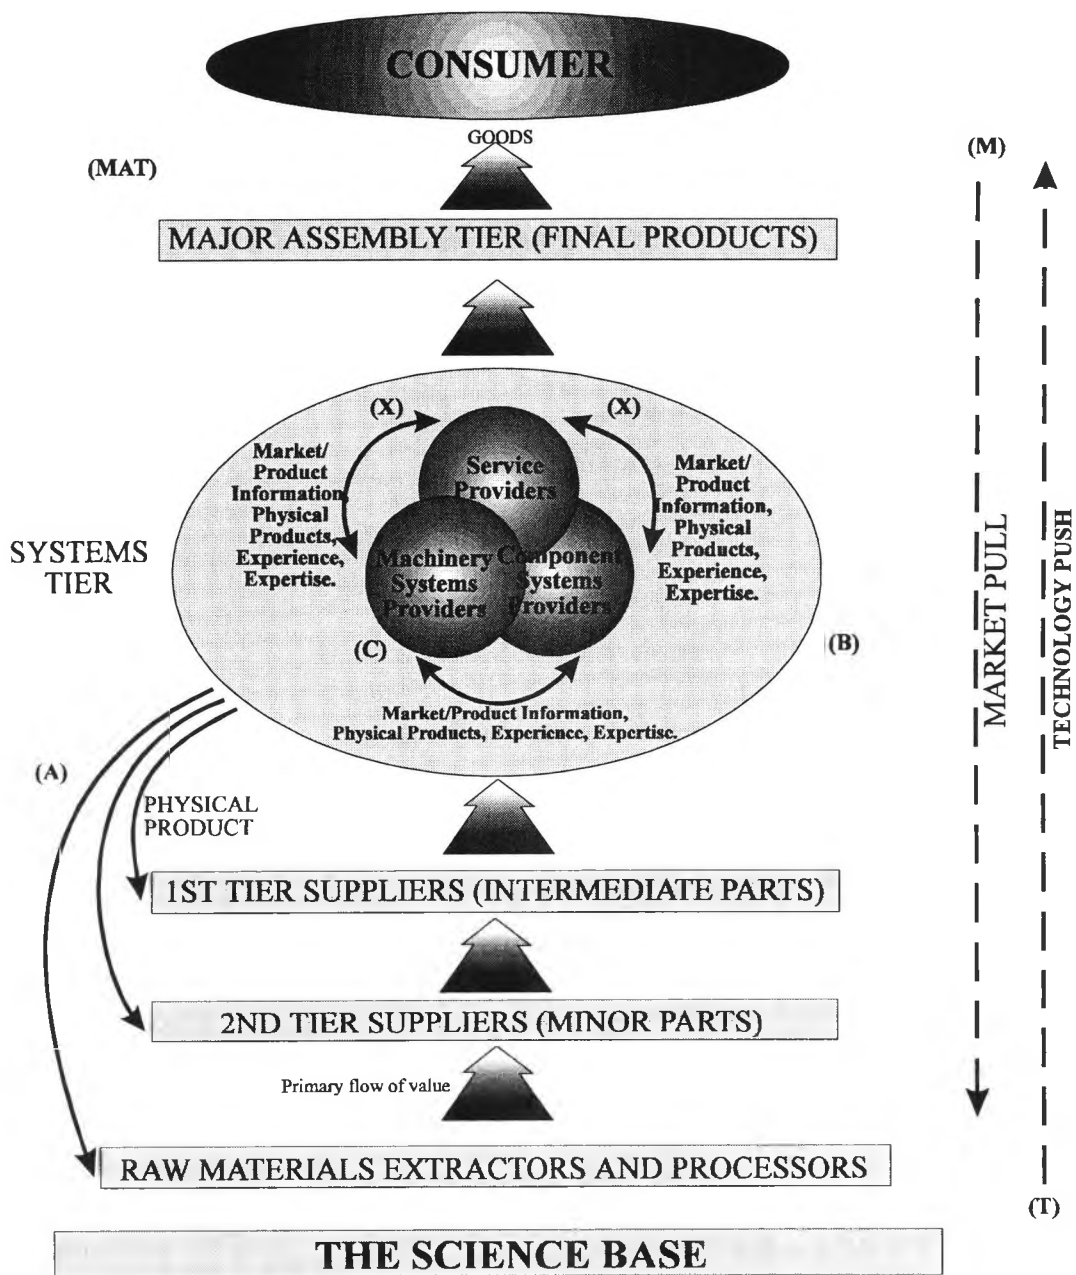 CONSUMER
GOODS
(MAT)
(M)
MAJOR ASSEMBLY TIER (FINAL PRODUCTS)
(X)
(X)
Market/
Product
Information,
Physical
Products,
Experience,
Expertise.
Service
Providers
Market/
Product
Information,
Physical
Products,
Experience,
Expertise.
SYSTEMS
TIER
Machinery
Systems
Providers
Component
Systems
Providers
(C)
(B)
Market/Product Information,
Physical Products, Experience, Expertise.
MARKET PULL
TECHNOLOGY PUSH
(A)
PHYSICAL
PRODUCT
1ST TIER SUPPLIERS (INTERMEDIATE PARTS)
2ND TIER SUPPLIERS (MINOR PARTS)
Primary flow of value
RAW MATERIALS EXTRACTORS AND PROCESSORS
(T)
THE SCIENCE BASE